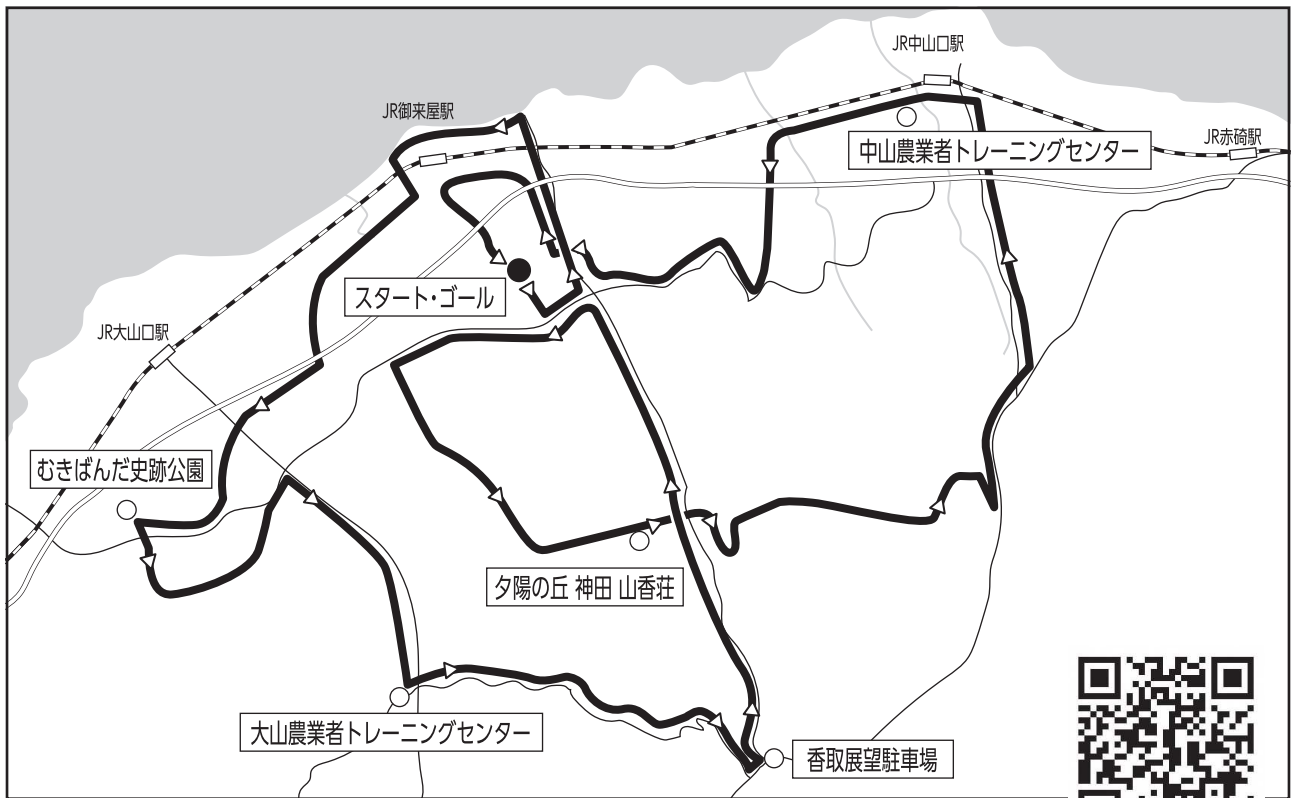 JR中山口駅
JR御来屋駅
JR赤碕駅
中山農業者トレーニングセンター
スタート・ゴール
JR大山口駅
むきばんだ史跡公園
夕陽の丘 神田 山香荘
大山農業者トレーニングセンター
香取展望駐車場